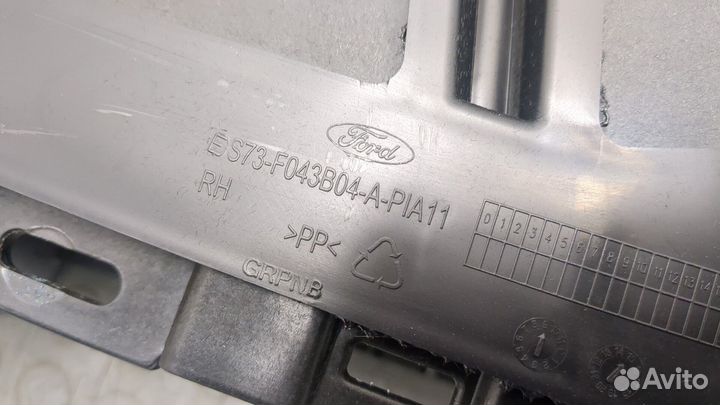 Ford
ES73-F043B04-A-PIA11
RH
>PP<
GRPNB
0 1 2 3 4 5 6 7 8 9 10 11 12 13 14
Avito